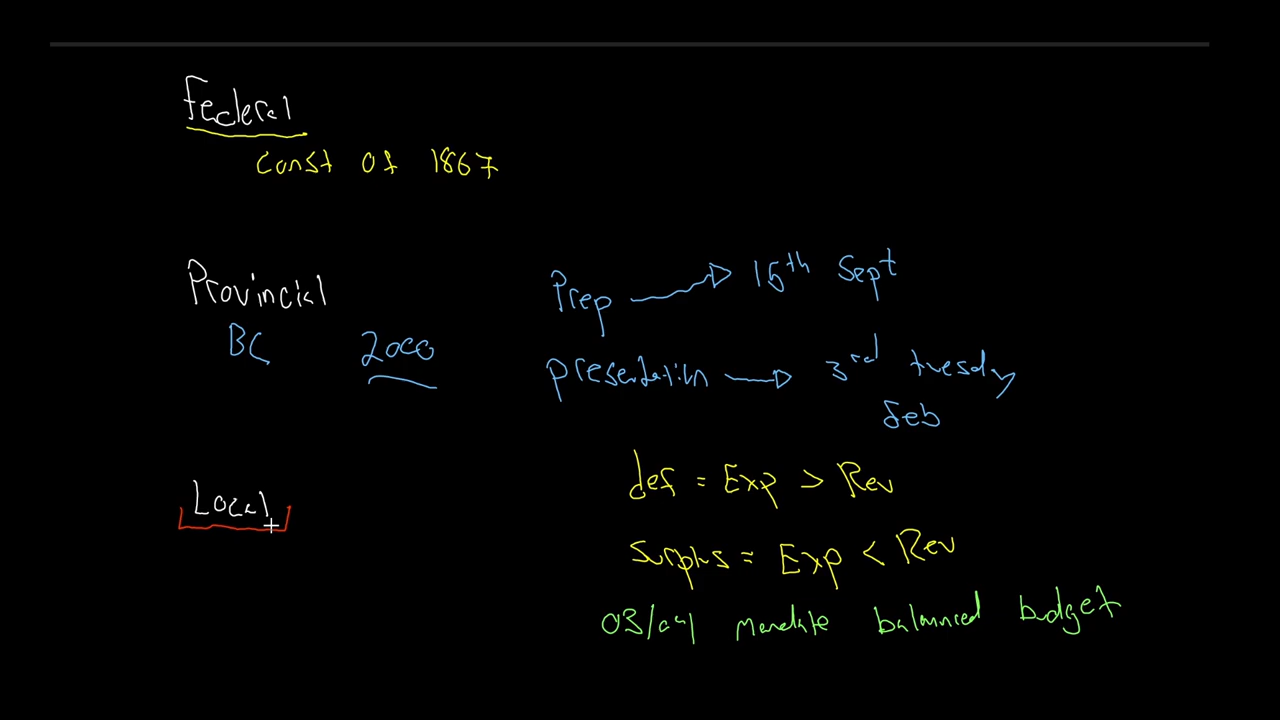 Federal
Const of 1867
Provincial
BC 2000
Prep → 15th Sept
presentation → 3rd tuesday
feb
Local
def = Exp > Rev
surplus = Exp < Rev
03/04 mandate balanced budget